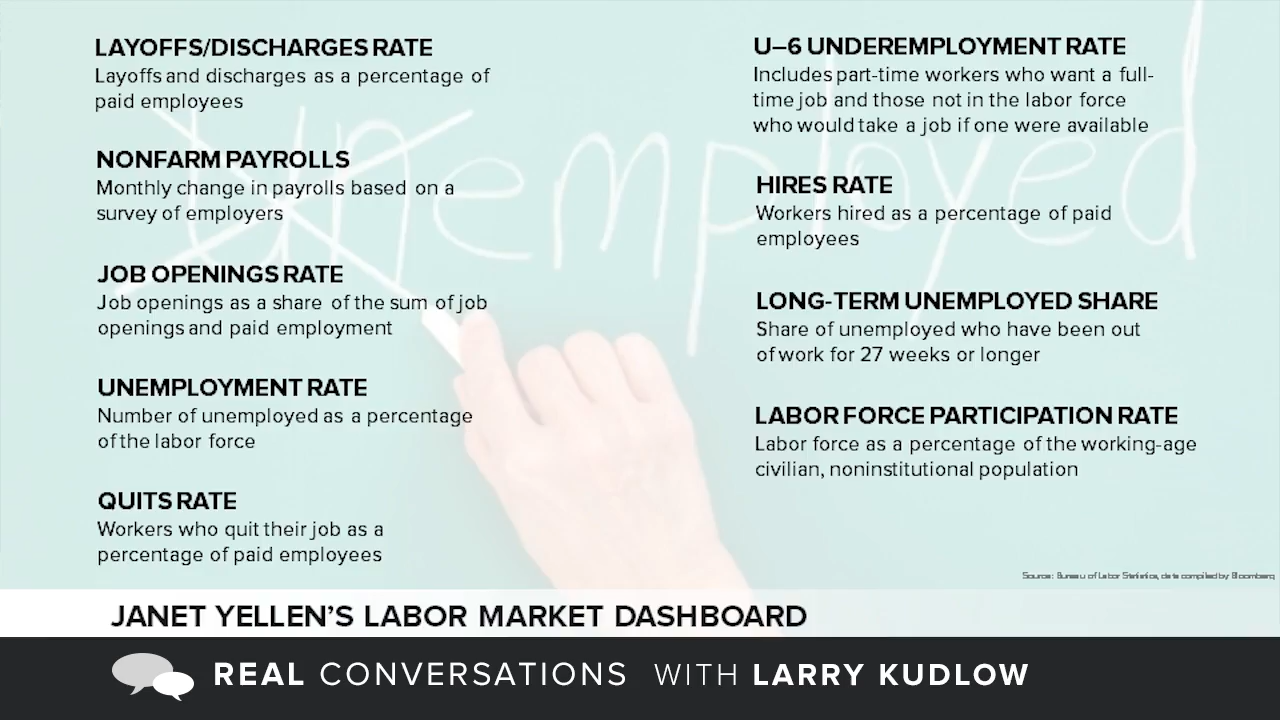 LAYOFFS/DISCHARGES RATE
Layoffs and discharges as a percentage of
paid employees
NONFARM PAYROLLS
Monthly change in payrolls based on a
survey of employers
JOB OPENINGS RATE
Job openings as a share of the sum of job
openings and paid employment
UNEMPLOYMENT RATE
Number of unemployed as a percentage
of the labor force
QUITS RATE
Workers who quit their job as a
percentage of paid employees
U–6 UNDEREMPLOYMENT RATE
Includes part-time workers who want a full-
time job and those not in the labor force
who would take a job if one were available
HIRES RATE
Workers hired as a percentage of paid
employees
LONG-TERM UNEMPLOYED SHARE
Share of unemployed who have been out
of work for 27 weeks or longer
LABOR FORCE PARTICIPATION RATE
Labor force as a percentage of the working-age
civilian, noninstitutional population
Unemployed
Source: Bureau of Labor Statistics, data compiled by Bloomberg
JANET YELLEN’S LABOR MARKET DASHBOARD
REAL CONVERSATIONS WITH LARRY KUDLOW